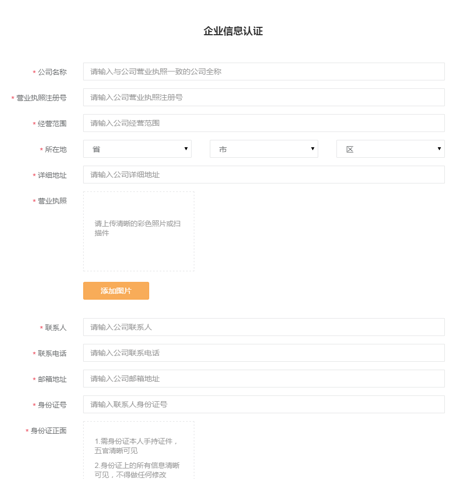 企业信息认证
* 公司名称 请输入与公司营业执照一致的公司全称
* 营业执照注册号 请输入公司营业执照注册号
* 经营范围 请输入公司经营范围
* 所在地 省 市 区
* 详细地址 请输入公司详细地址
* 营业执照
请上传清晰的彩色照片或扫
描件
添加图片
* 联系人 请输入公司联系人
* 联系电话 请输入公司联系电话
* 邮箱地址 请输入公司邮箱地址
* 身份证号 请输入联系人身份证号
* 身份证正面
1.需身份证本人手持证件，
五官清晰可见
2.身份证上的所有信息清晰
可见，不得做任何修改